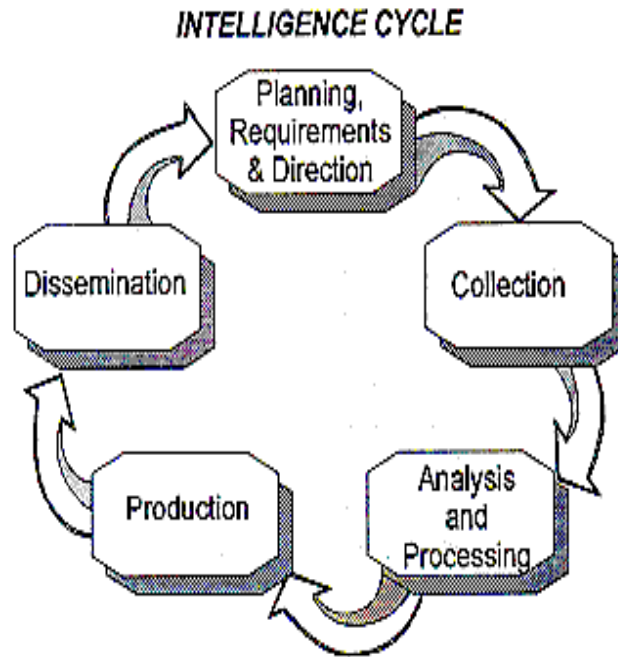 INTELLIGENCE CYCLE
Planning,
Requirements
& Direction
Collection
Analysis
and
Processing
Production
Dissemination